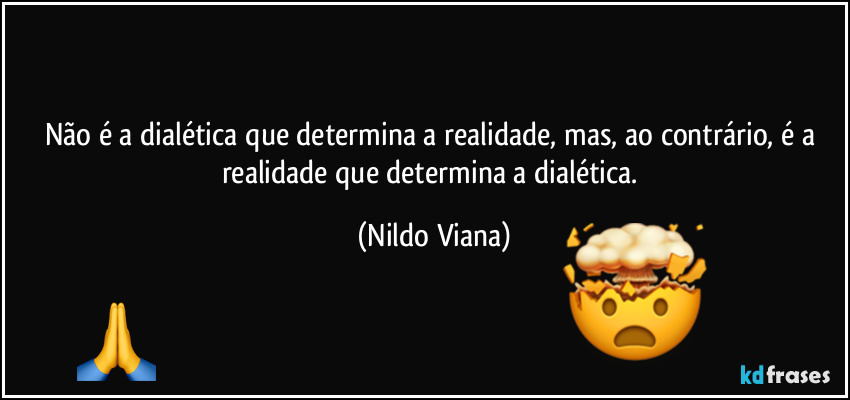 Não é a dialética que determina a realidade, mas, ao contrário, é a
realidade que determina a dialética.
(Nildo Viana)
kdfrases